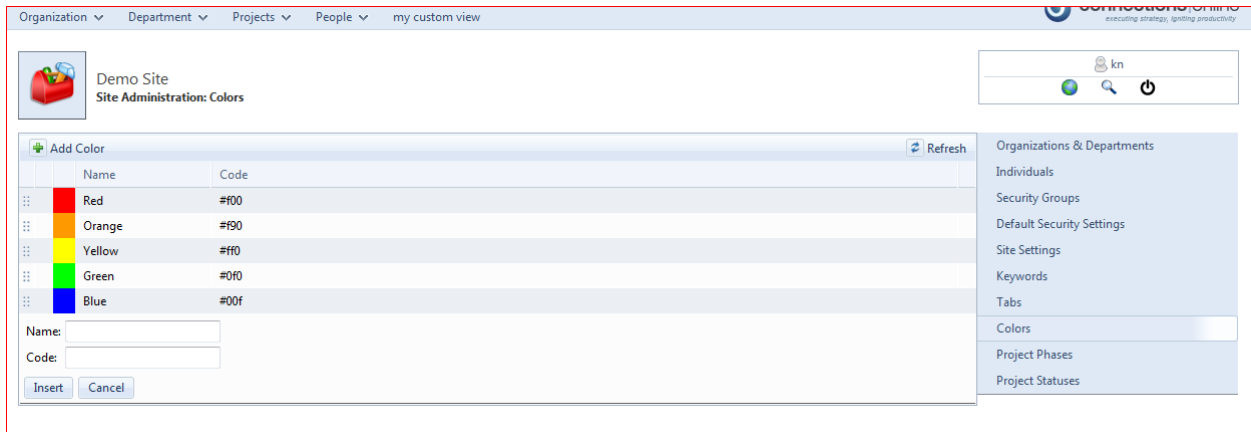 Organization Department Projects People my custom view
executing strategy, igniting productivity
Demo Site
Site Administration: Colors
kn
Add Color Refresh
Name Code
Red #f00
Orange #f90
Yellow #ff0
Green #0f0
Blue #00f
Name:
Code:
Insert Cancel
Organizations & Departments
Individuals
Security Groups
Default Security Settings
Site Settings
Keywords
Tabs
Colors
Project Phases
Project Statuses